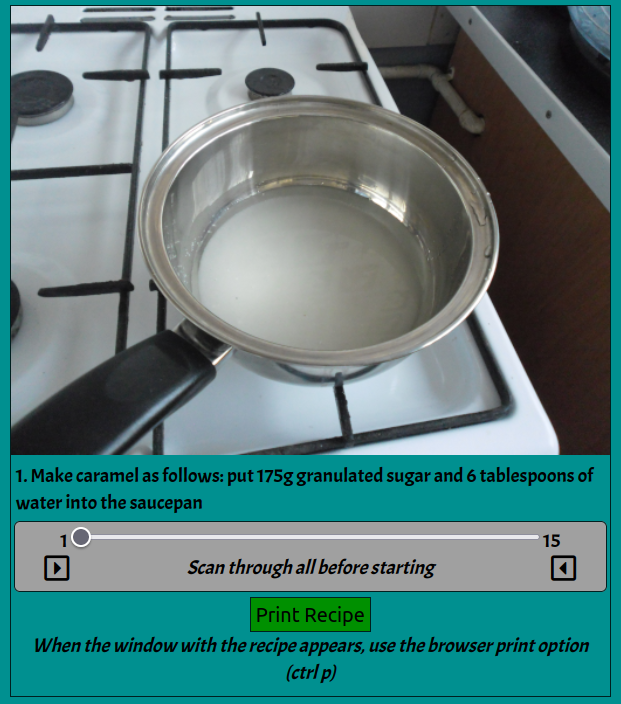 1. Make caramel as follows: put 175g granulated sugar and 6 tablespoons of
water into the saucepan
1 15
Scan through all before starting
Print Recipe
When the window with the recipe appears, use the browser print option
(ctrl p)